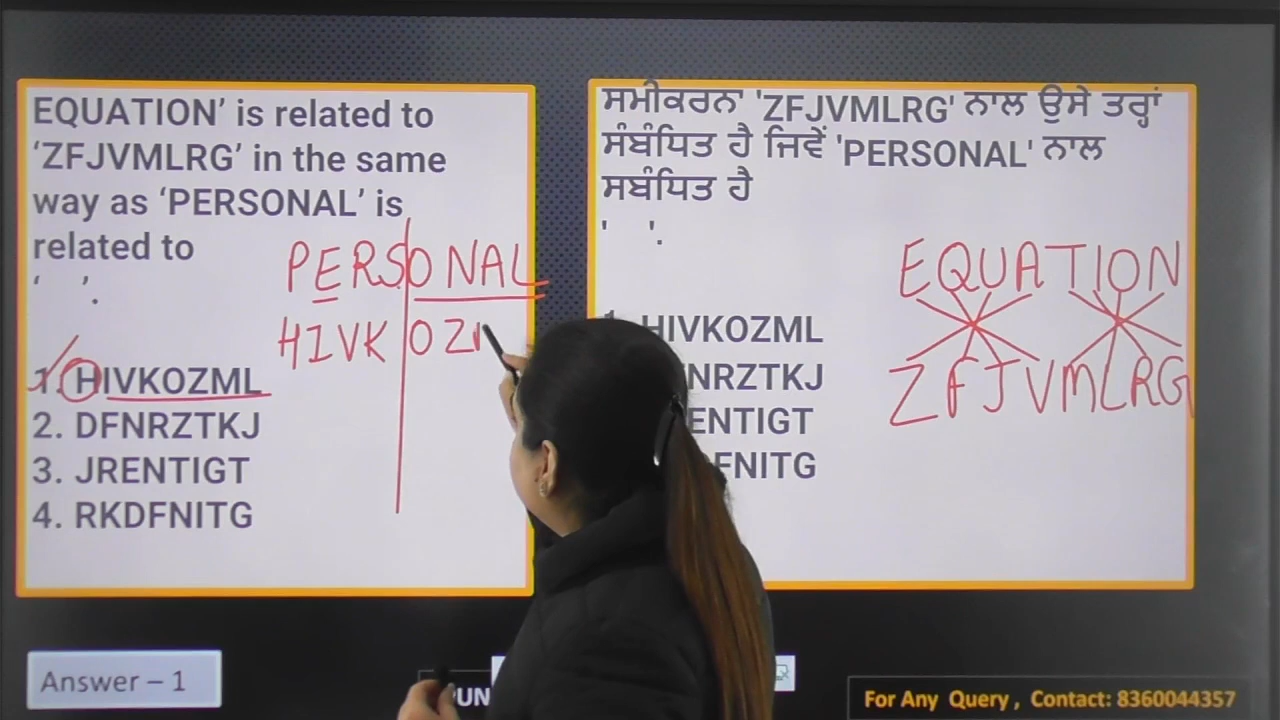 EQUATION’ is related to
‘ZFJVMLRG’ in the same
way as ‘PERSONAL’ is
related to
‘ ’.
PERSONAL
HIVK OZ
1. HIVKOZML
2. DFNRZTKJ
3. JRENTIGT
4. RKDFNITG
Answer – 1
ਸਮੀਕਰਨਾ 'ZFJVMLRG' ਨਾਲ ਉਸੇ ਤਰ੍ਹਾਂ
ਸੰਬੰਧਿਤ ਹੈ ਜਿਵੇਂ 'PERSONAL' ਨਾਲ
ਸਬੰਧਿਤ ਹੈ
' '.
EQUATION
ZFJVMLRG
HIVKOZML
NRZTKJ
ENTIGT
FNITG
For Any Query , Contact: 8360044357